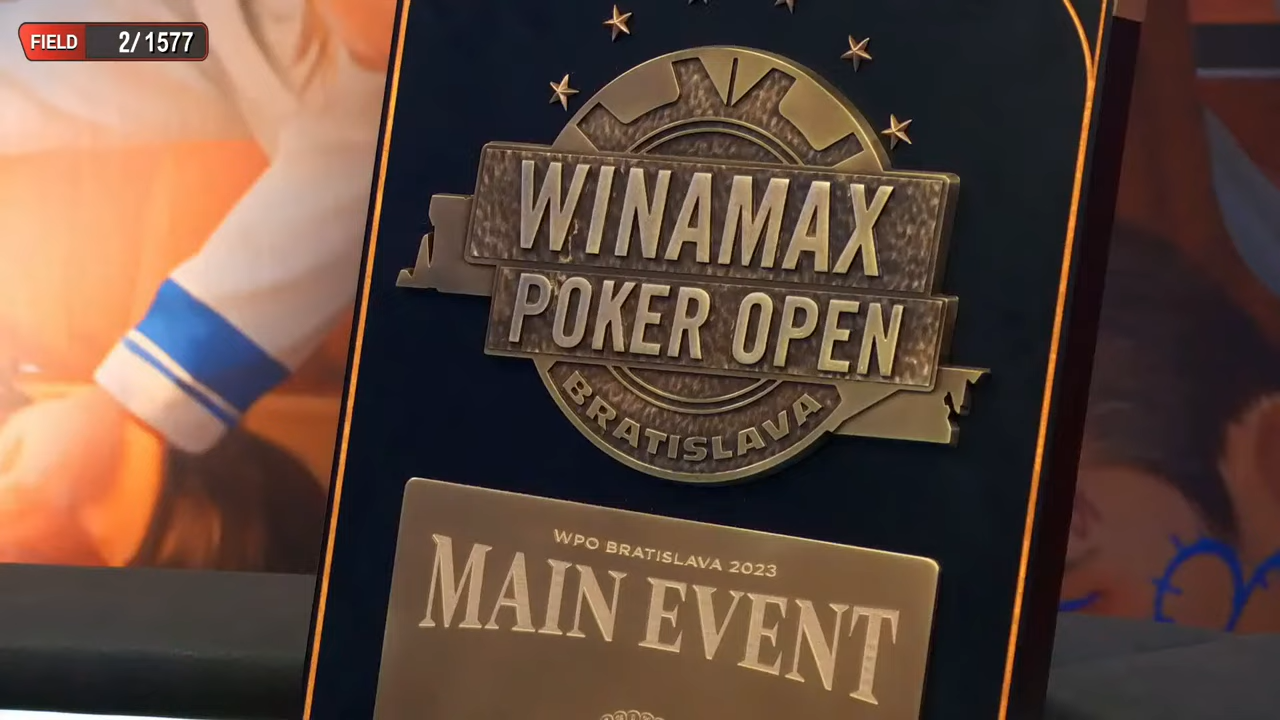 FIELD 2/1577
WINAMAX
POKER OPEN
BRATISLAVA
WPO BRATISLAVA 2023
MAIN EVENT